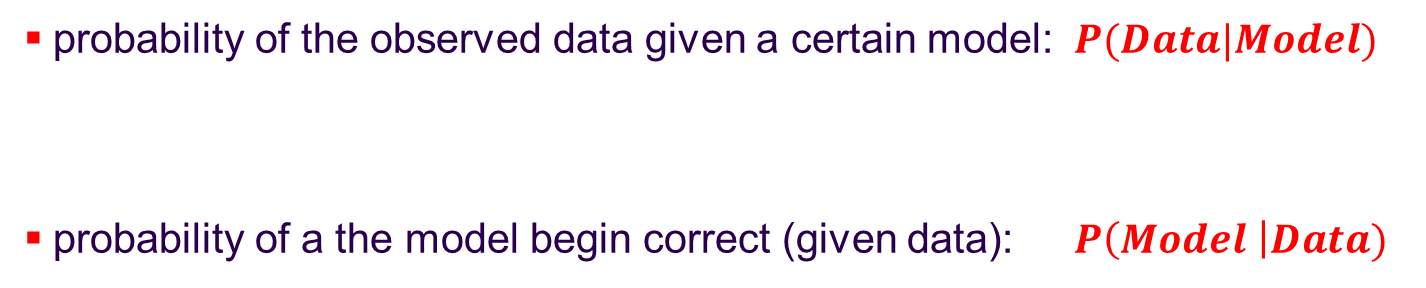 ▪ probability of the observed data given a certain model: P(Data|Model)
▪ probability of a the model begin correct (given data): P(Model |Data)